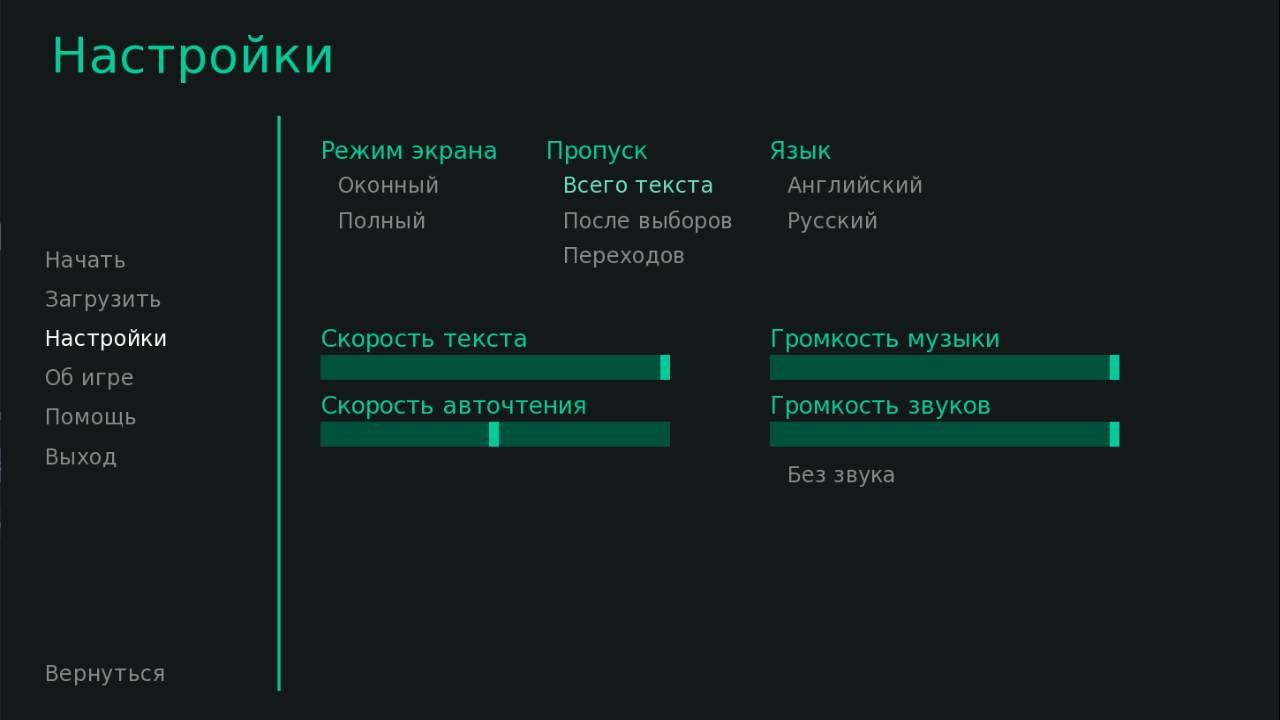 Настройки
Начать
Загрузить
Настройки
Об игре
Помощь
Выход
Вернуться
Режим экрана
Оконный
Полный
Пропуск
Всего текста
После выборов
Переходов
Язык
Английский
Русский
Скорость текста
Скорость авточтения
Громкость музыки
Громкость звуков
Без звука